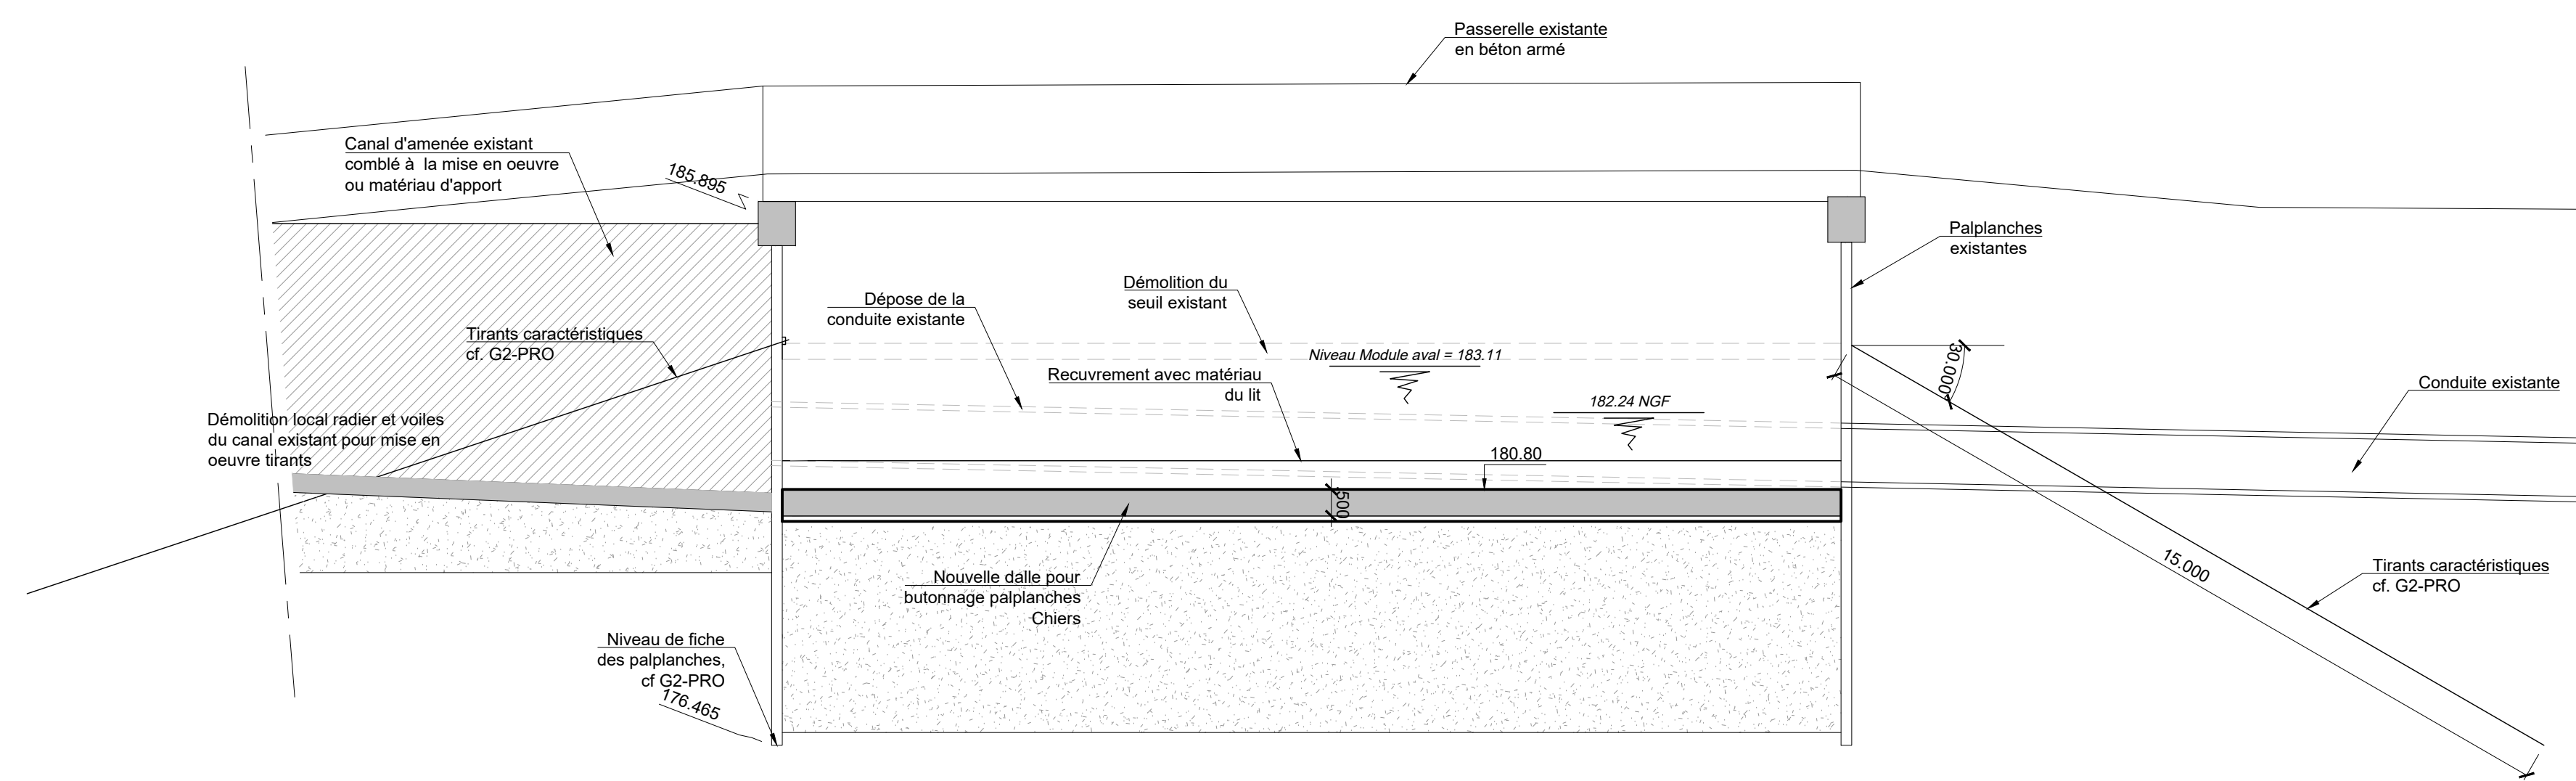 Passerelle existante
en béton armé
Canal d'amenée existant
comblé à  la mise en oeuvre
ou matériau d'apport
185.895
Palplanches
existantes
Démolition du
seuil existant
Dépose de la
conduite existante
Tirants caractéristiques
cf. G2-PRO
Niveau Module aval = 183.11
30.000
Recuvrement avec matériau
du lit
Conduite existante
182.24 NGF
Démolition local radier et voiles
du canal existant pour mise en
oeuvre tirants
180.80
500
15.000
Tirants caractéristiques
cf. G2-PRO
Nouvelle dalle pour
butonnage palplanches
Chiers
Niveau de fiche
des palplanches,
cf G2-PRO
176.465